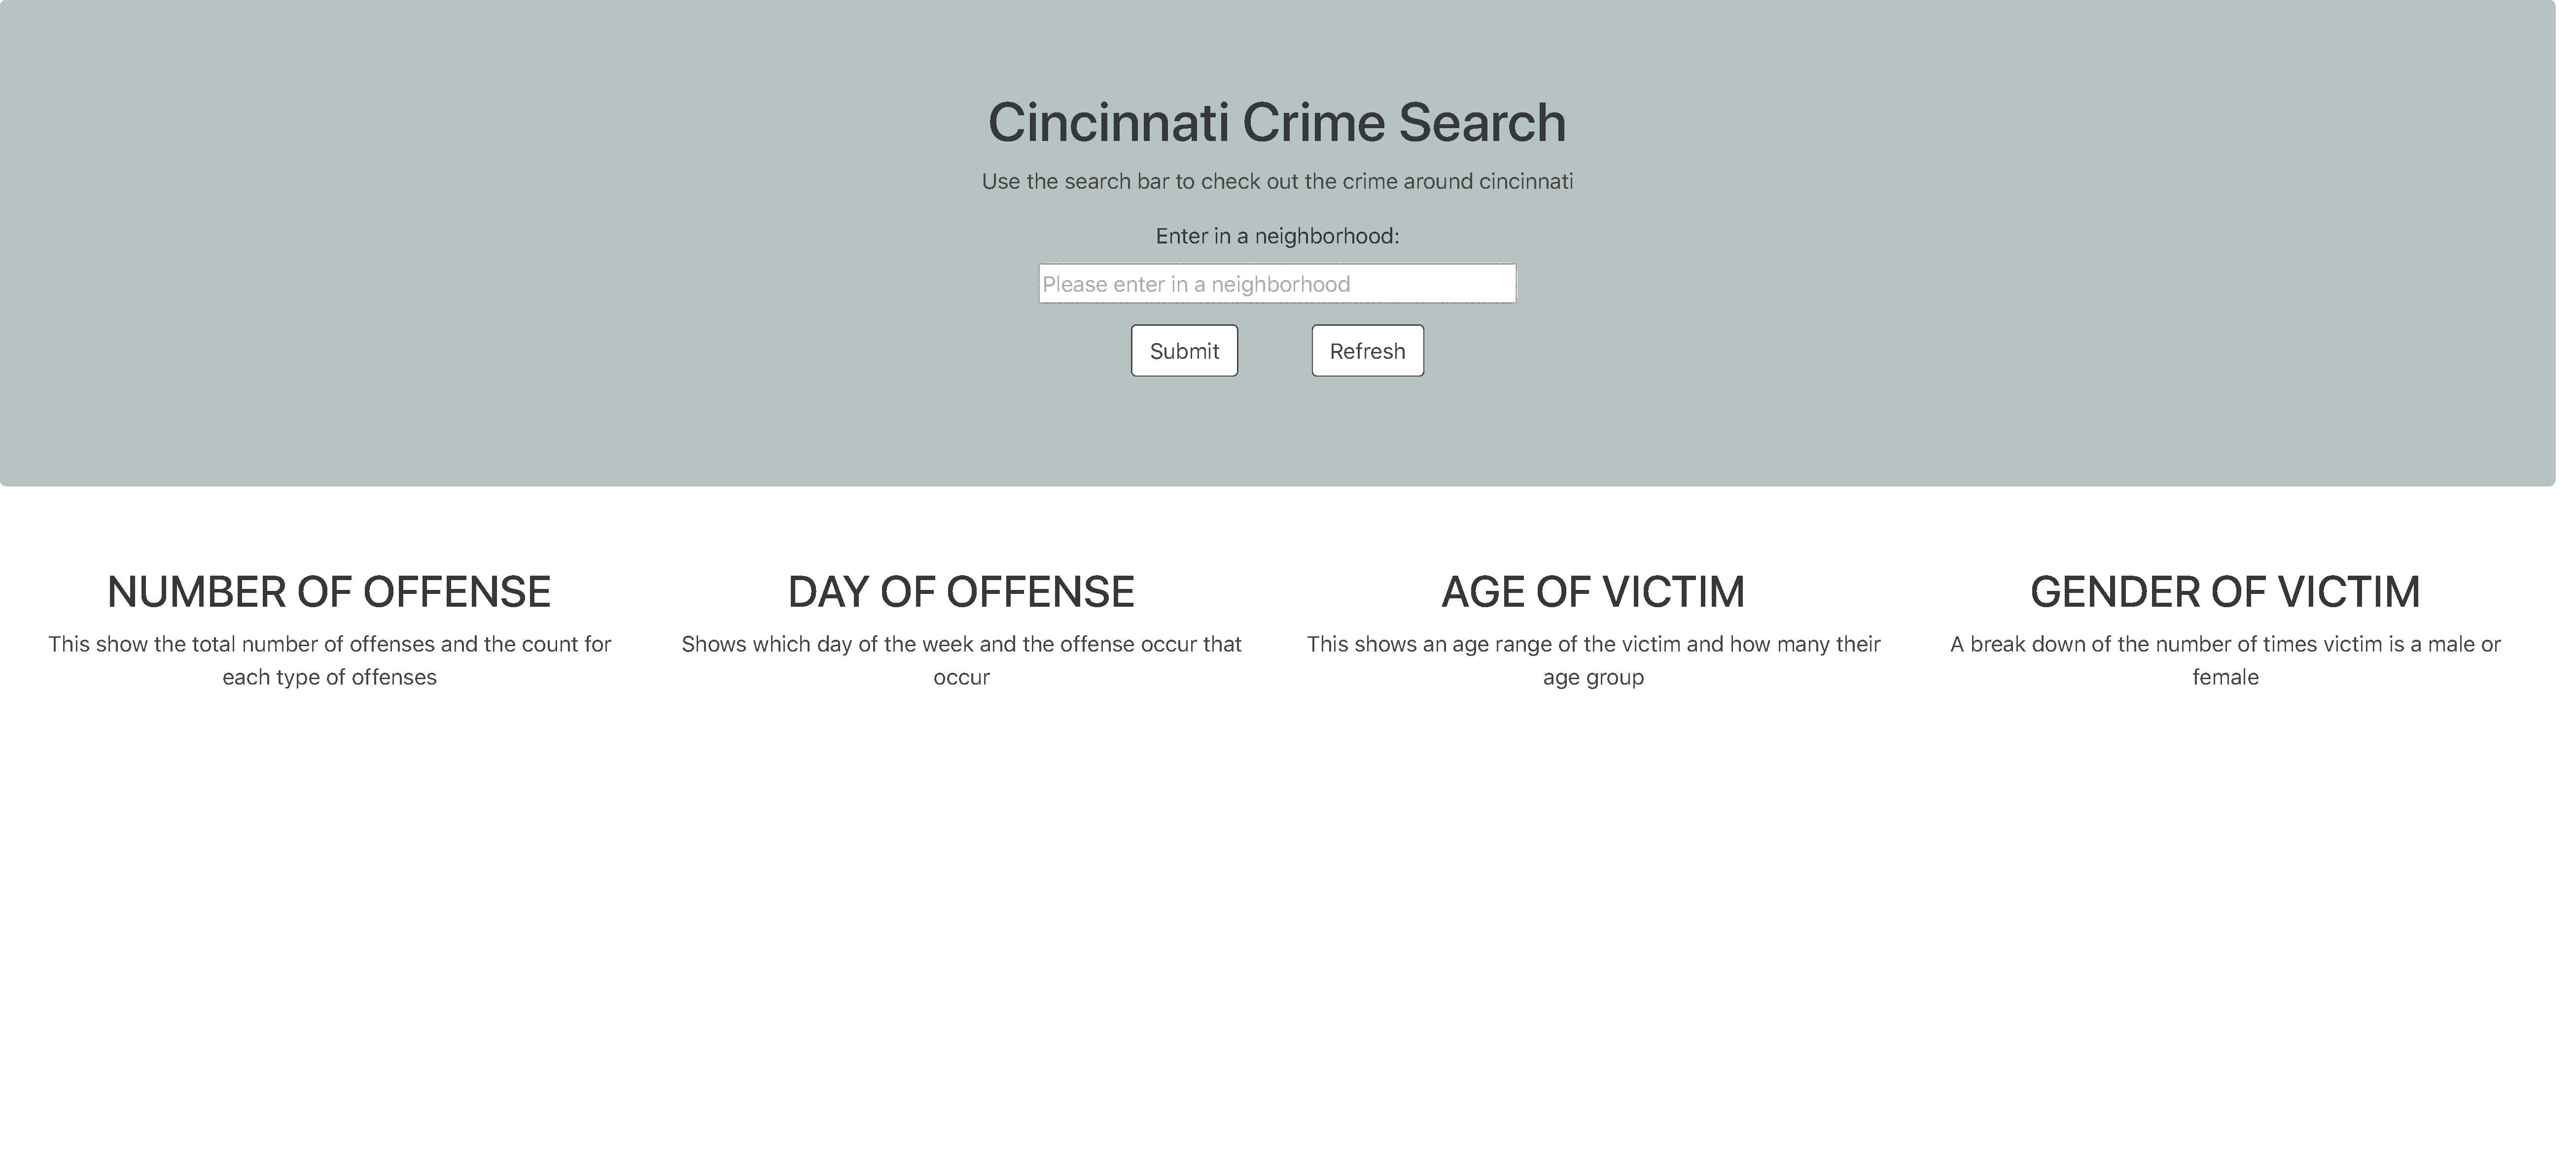 Cincinnati Crime Search
Use the search bar to check out the crime around cincinnati
Enter in a neighborhood:
Please enter in a neighborhood
Submit
Refresh
NUMBER OF OFFENSE
This show the total number of offenses and the count for
each type of offenses
DAY OF OFFENSE
Shows which day of the week and the offense occur that
occur
AGE OF VICTIM
This shows an age range of the victim and how many their
age group
GENDER OF VICTIM
A break down of the number of times victim is a male or
female